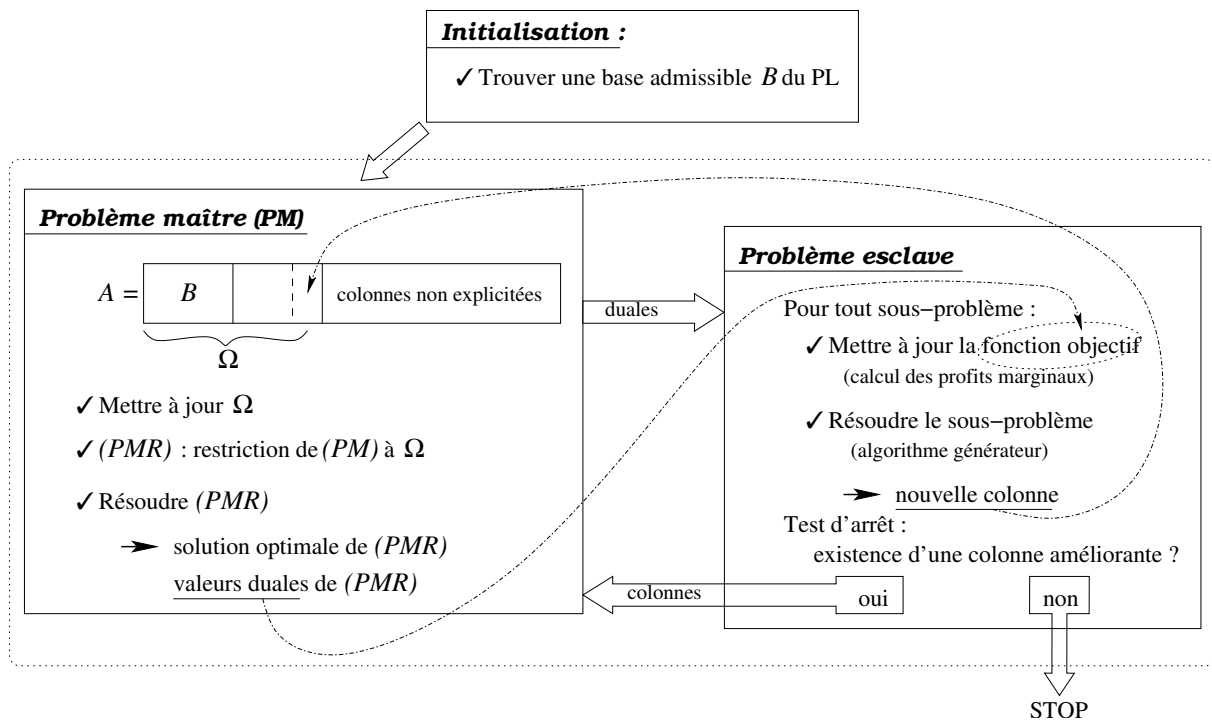 Initialisation :
✓ Trouver une base admissible B du PL
Problème maître (PM)
A = B colonnes non explicitées
Ω
✓ Mettre à jour Ω
✓ (PMR) : restriction de (PM) à Ω
✓ Résoudre (PMR)
solution optimale de (PMR)
valeurs duales de (PMR)
duales
colonnes
Problème esclave
Pour tout sous−problème :
✓ Mettre à jour la fonction objectif
(calcul des profits marginaux)
✓ Résoudre le sous−problème
(algorithme générateur)
nouvelle colonne
Test d'arrêt :
existence d'une colonne améliorante ?
oui non
STOP